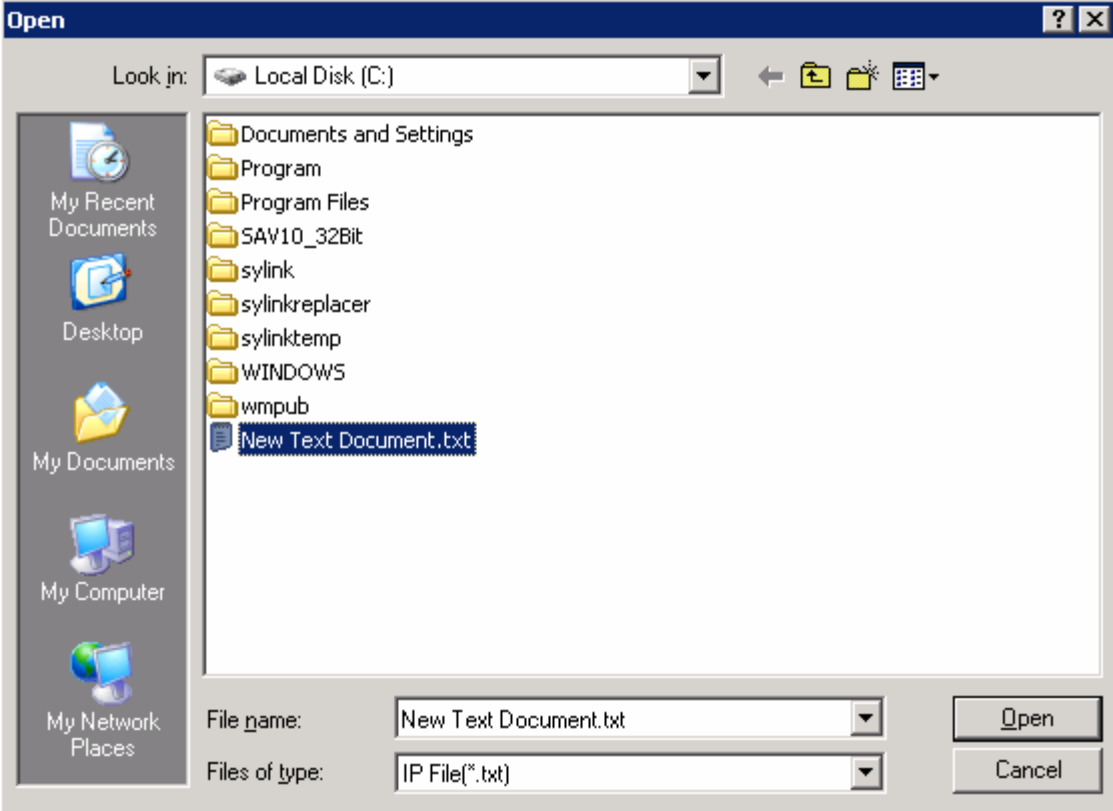 Open
Look in:
Local Disk (C:)
My Recent
Documents
Desktop
My Documents
My Computer
My Network
Places
Documents and Settings
Program
Program Files
SAV10_32Bit
sylink
sylinkreplacer
sylinktemp
WINDOWS
wmpub
New Text Document.txt
File name:
New Text Document.txt
Open
Files of type:
IP File(*.txt)
Cancel